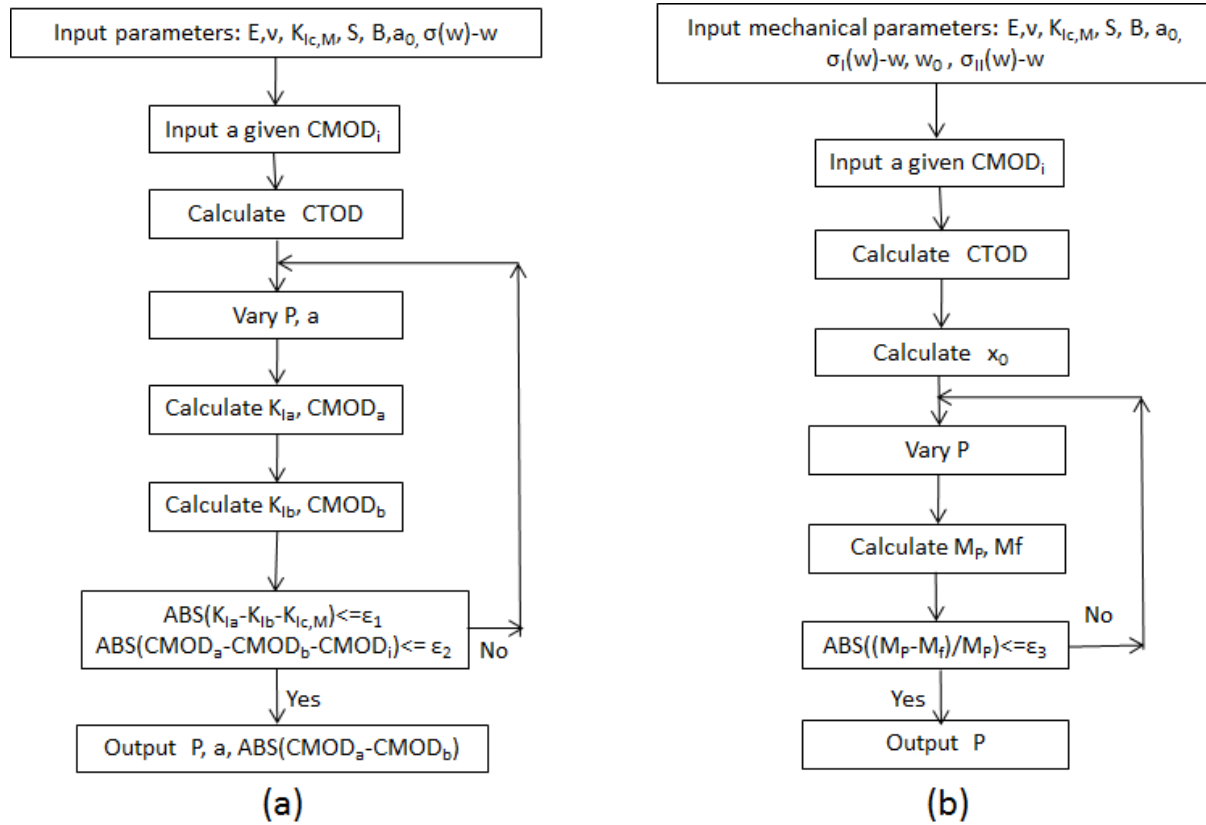 Input parameters: E,ν, K_Ic,M, S, B,a_0, σ(w)-w
Input a given CMOD_i
Calculate CTOD
Vary P, a
Calculate K_Ia, CMOD_a
Calculate K_Ib, CMOD_b
ABS(K_Ia-K_Ib-K_Ic,M)<=ε_1
ABS(CMOD_a-CMOD_b-CMOD_i)<= ε_2
No
Yes
Output P, a, ABS(CMOD_a-CMOD_b)
(a)
Input mechanical parameters: E,ν, K_Ic,M, S, B, a_0,
σ_I(w)-w, w_0 , σ_II(w)-w
Input a given CMOD_i
Calculate CTOD
Calculate x_0
Vary P
Calculate M_P, Mf
ABS((M_P-M_f)/M_P)<=ε_3
No
Yes
Output P
(b)